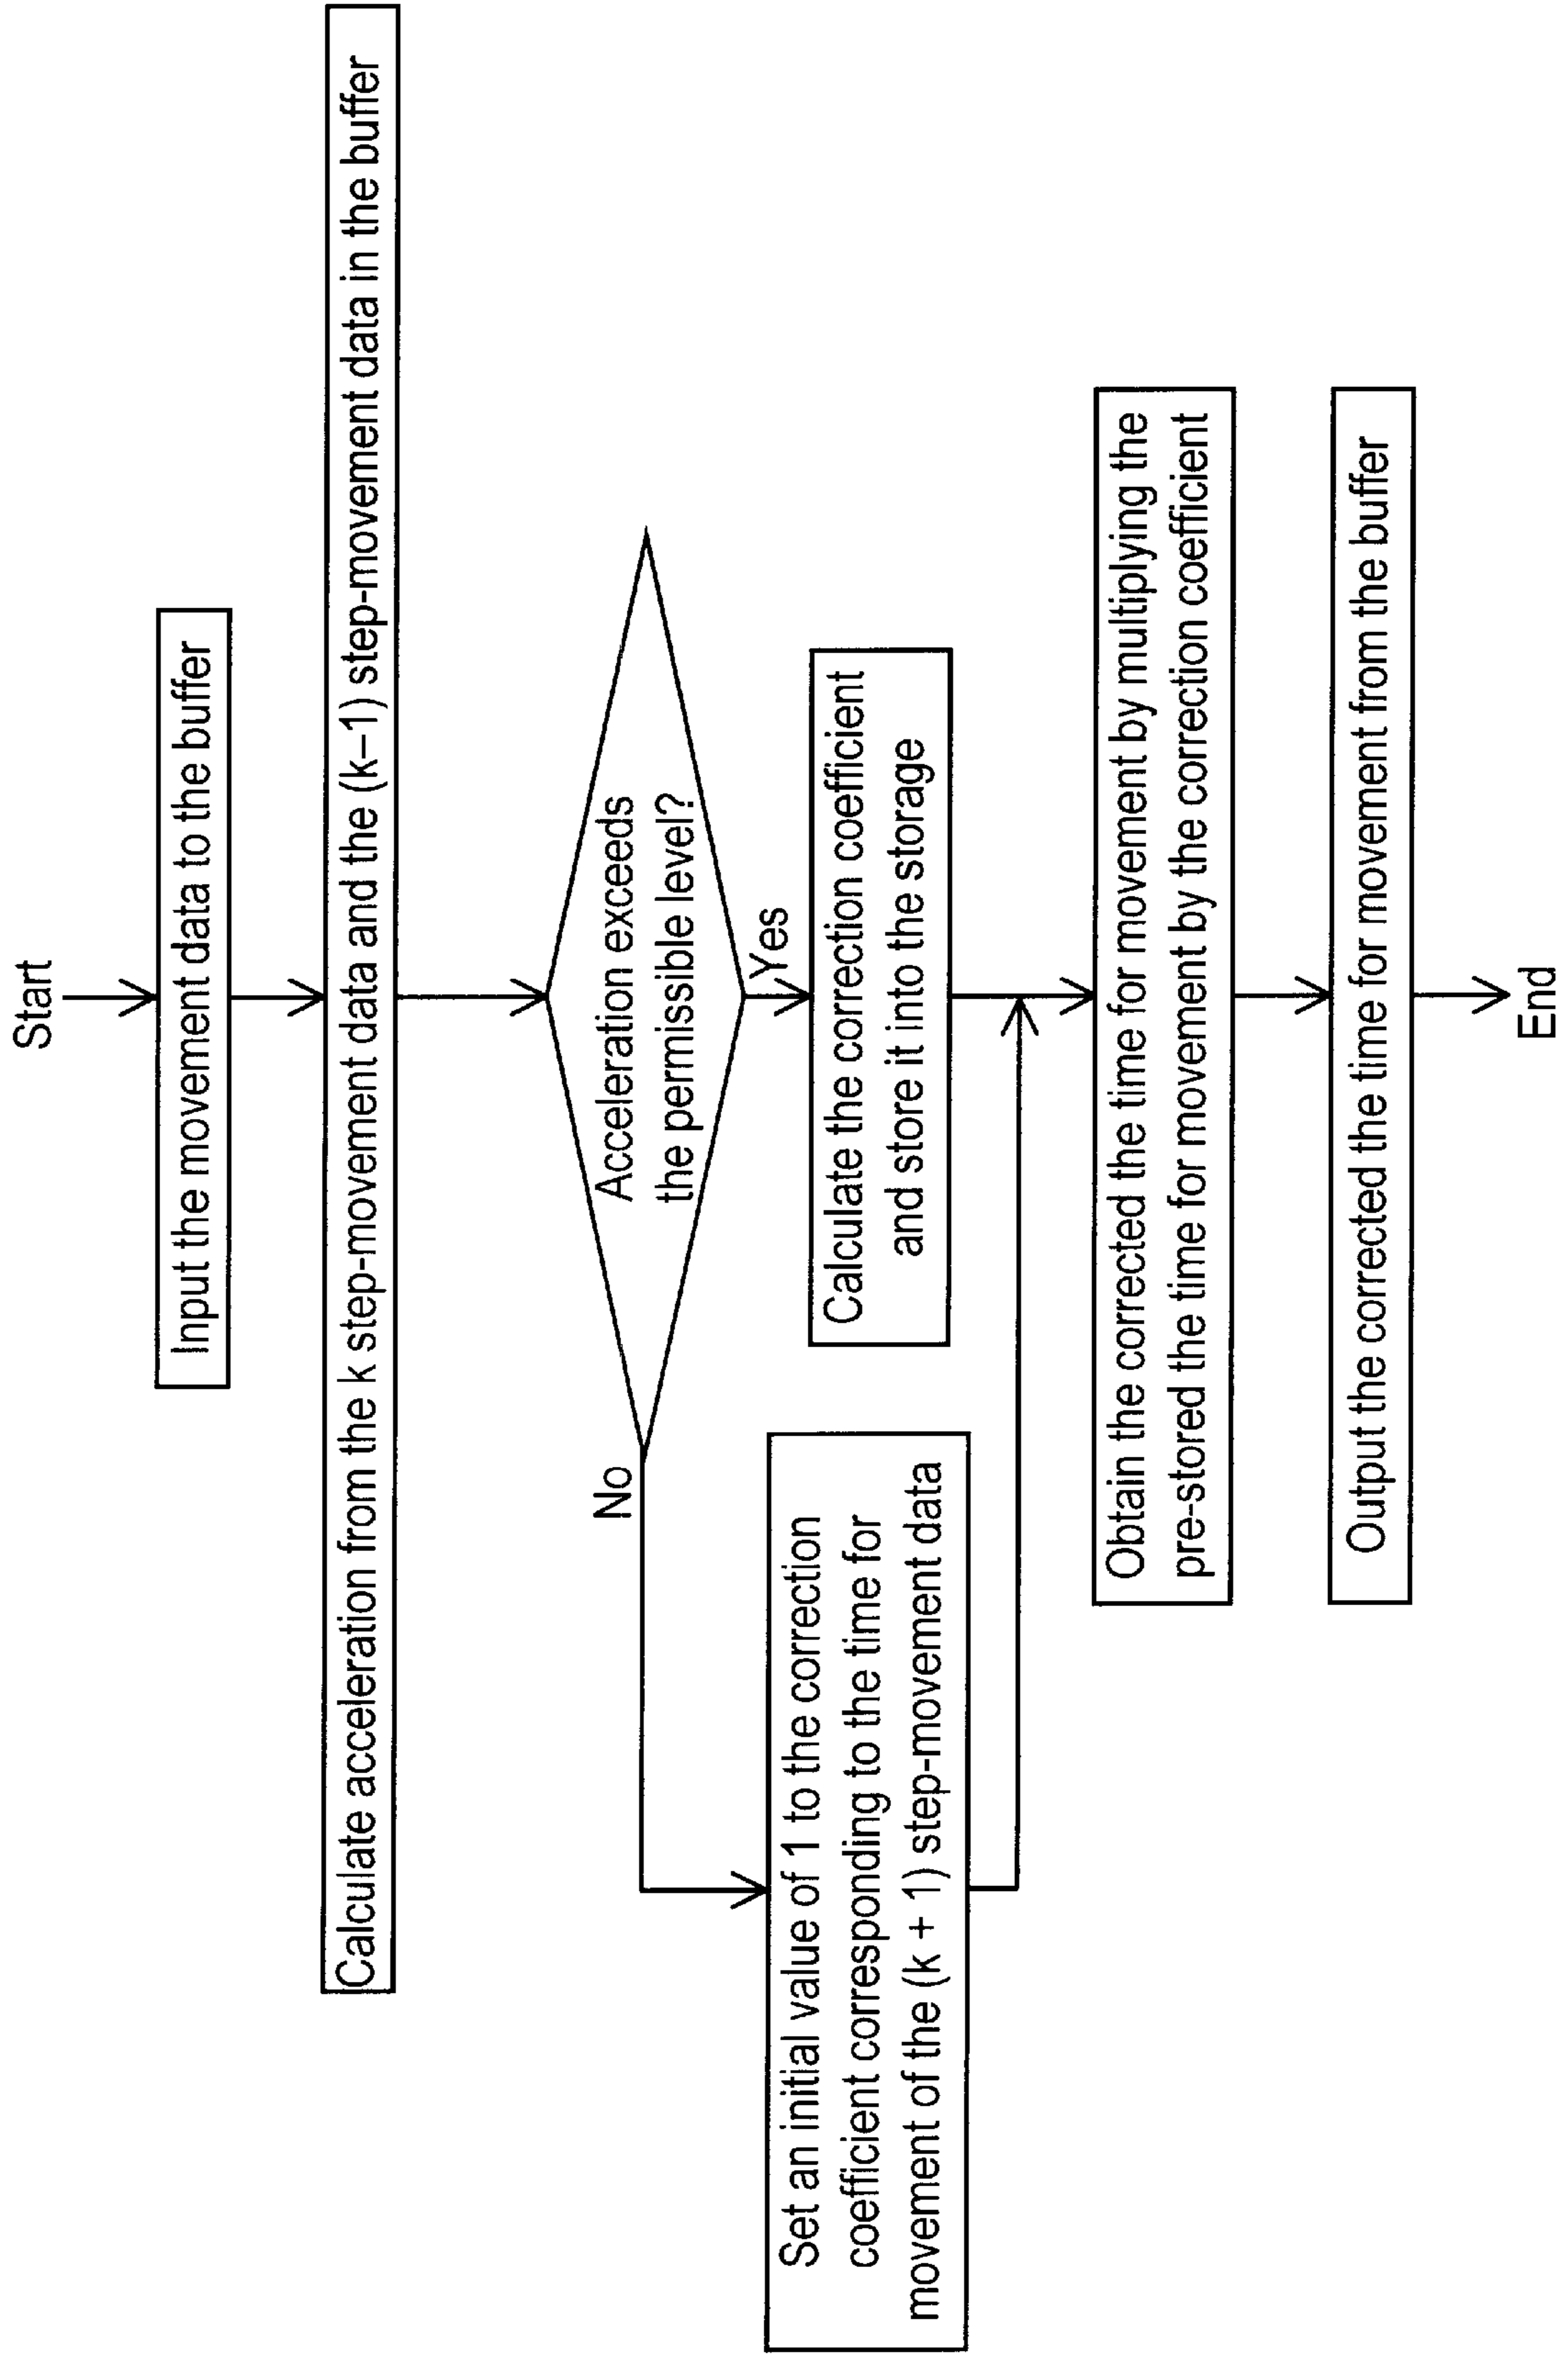 Start
Input the movement data to the buffer
Calculate acceleration from the k step-movement data and the (k–1) step-movement data in the buffer
Acceleration exceeds
the permissible level?
No
Yes
Set an initial value of 1 to the correction
coefficient corresponding to the time for
movement of the (k + 1) step-movement data
Calculate the correction coefficient
and store it into the storage
Obtain the corrected the time for movement by multiplying the
pre-stored the time for movement by the correction coefficient
Output the corrected the time for movement from the buffer
End